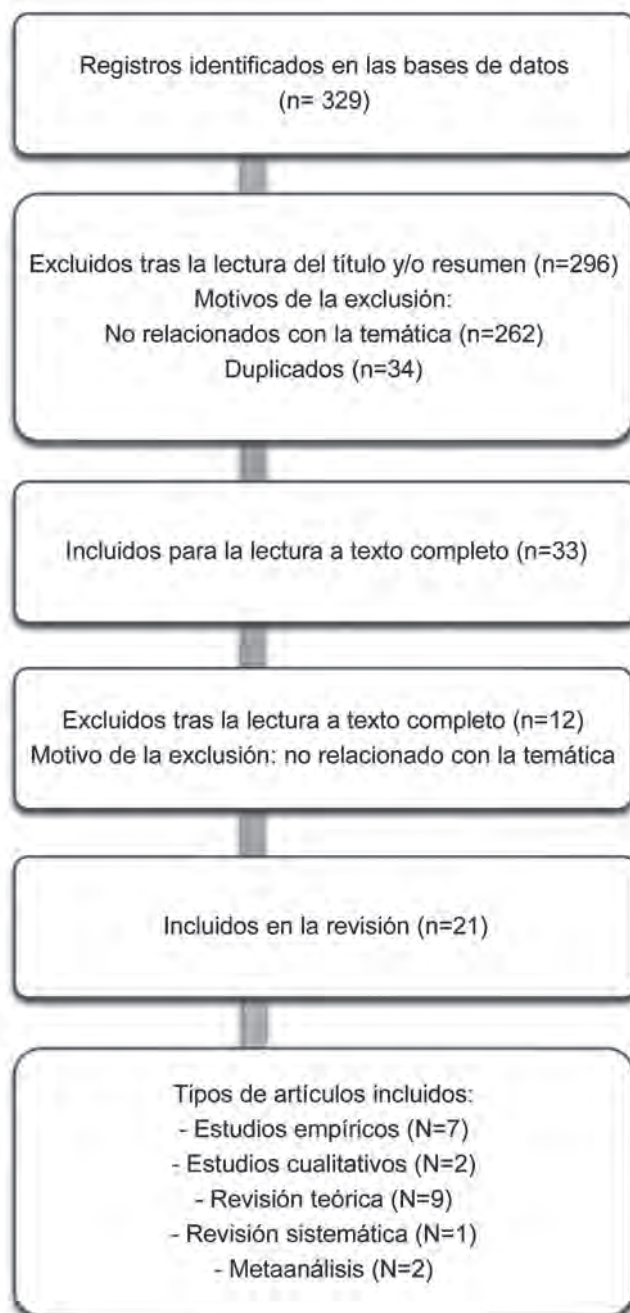 Registros identificados en las bases de datos
(n= 329)
Excluidos tras la lectura del título y/o resumen (n=296)
Motivos de la exclusión:
No relacionados con la temática (n=262)
Duplicados (n=34)
Incluidos para la lectura a texto completo (n=33)
Excluidos tras la lectura a texto completo (n=12)
Motivo de la exclusión: no relacionado con la temática
Incluidos en la revisión (n=21)
Tipos de artículos incluidos:
- Estudios empíricos (N=7)
- Estudios cualitativos (N=2)
- Revisión teórica (N=9)
- Revisión sistemática (N=1)
- Metaanálisis (N=2)